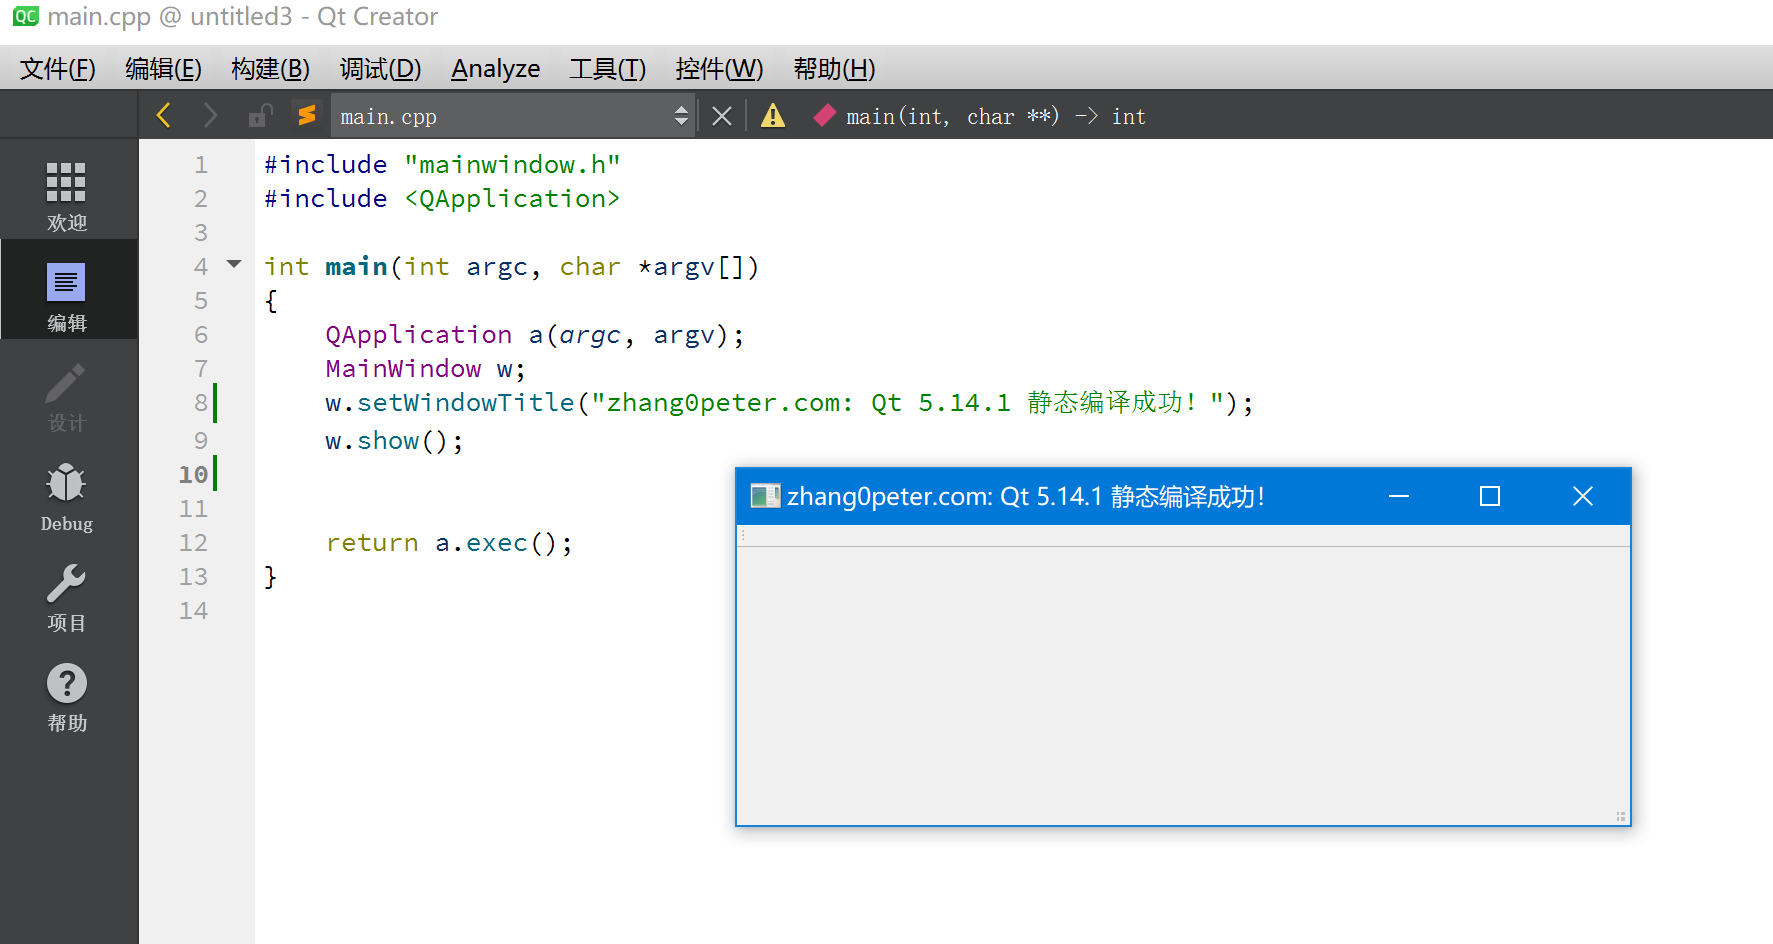 QC main.cpp @ untitled3 - Qt Creator
文件(F) 编辑(E) 构建(B) 调试(D) Analyze 工具(T) 控件(W) 帮助(H)
main.cpp main(int, char **) -> int
欢迎
编辑
设计
Debug
项目
帮助
1 #include "mainwindow.h"
2 #include <QApplication>
3
4 int main(int argc, char *argv[])
5 {
6 QApplication a(argc, argv);
7 MainWindow w;
8 w.setWindowTitle("zhang0peter.com: Qt 5.14.1 静态编译成功！");
9 w.show();
10
11
12 return a.exec();
13 }
14
zhang0peter.com: Qt 5.14.1 静态编译成功！